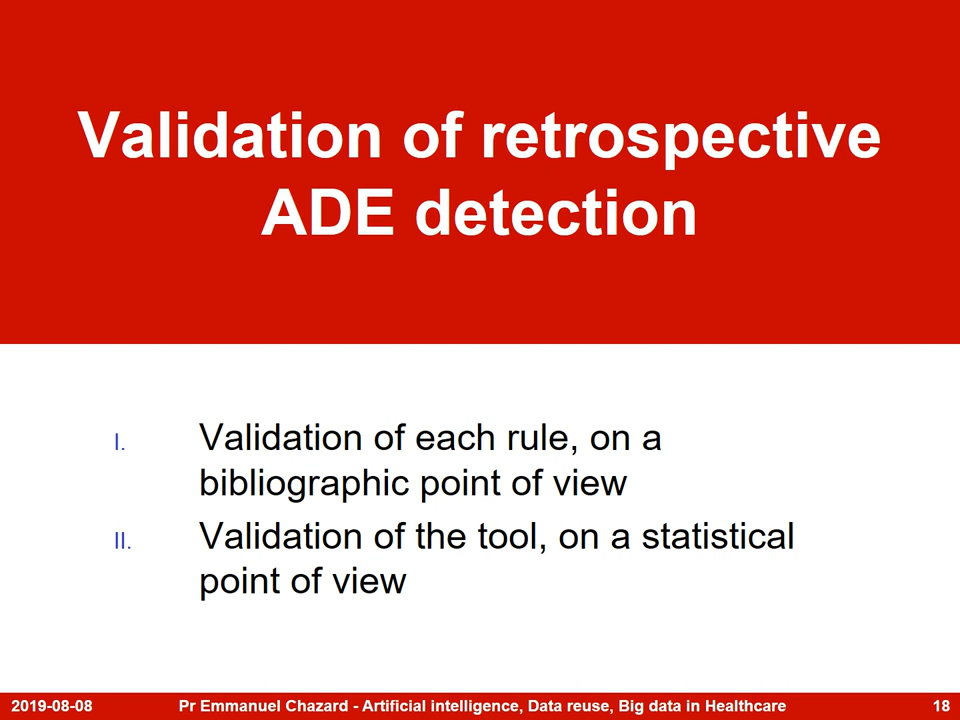 Validation of retrospective
ADE detection
I. Validation of each rule, on a
bibliographic point of view
II. Validation of the tool, on a statistical
point of view
2019-08-08 Pr Emmanuel Chazard - Artificial intelligence, Data reuse, Big data in Healthcare 18